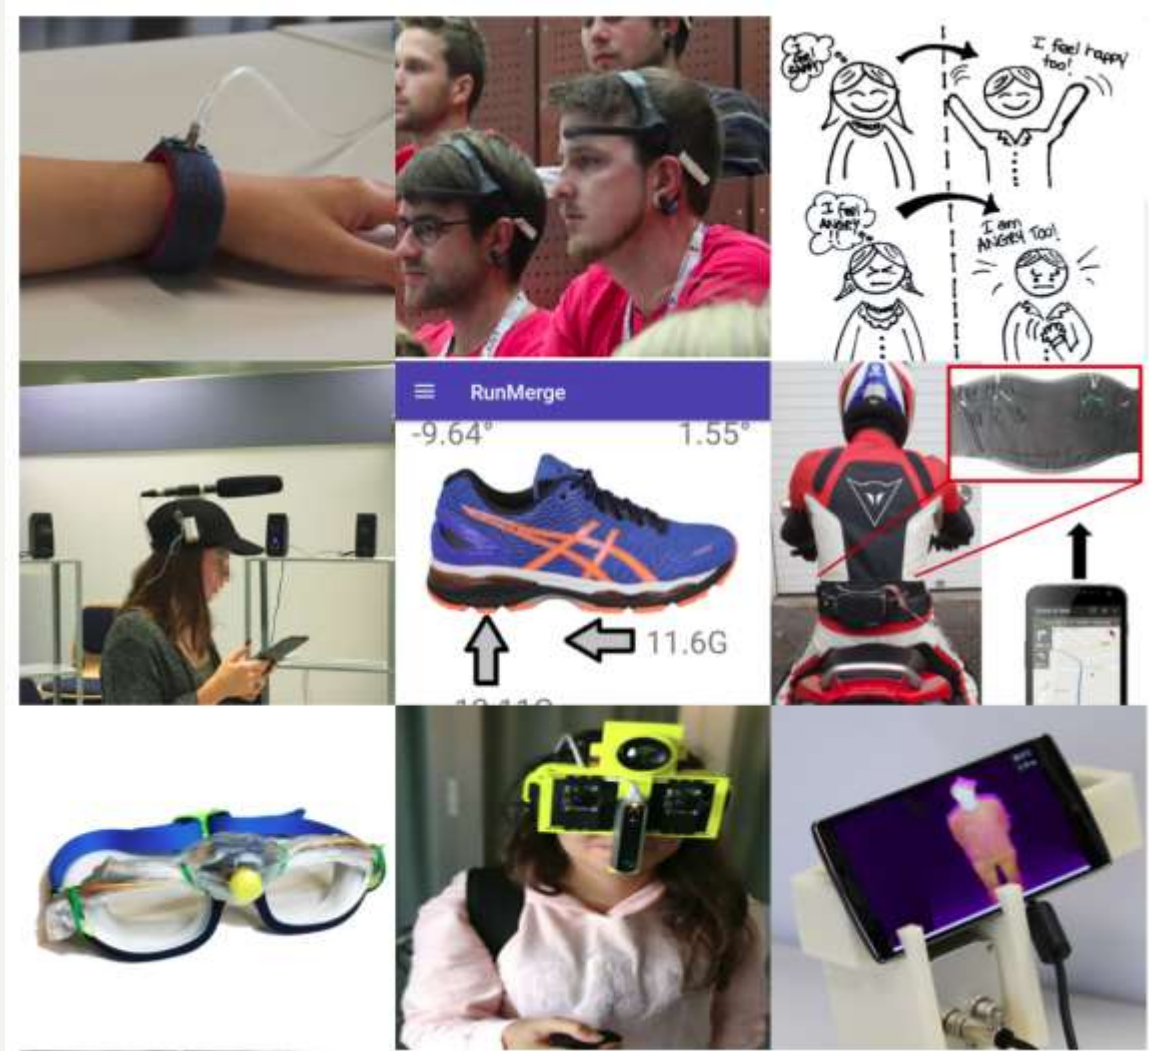 I
feel
HAPPY
I feel happy
too!
I feel
ANGRY
!!
I am
ANGRY TOO!
RunMerge
-9.64° 1.55°
11.6G